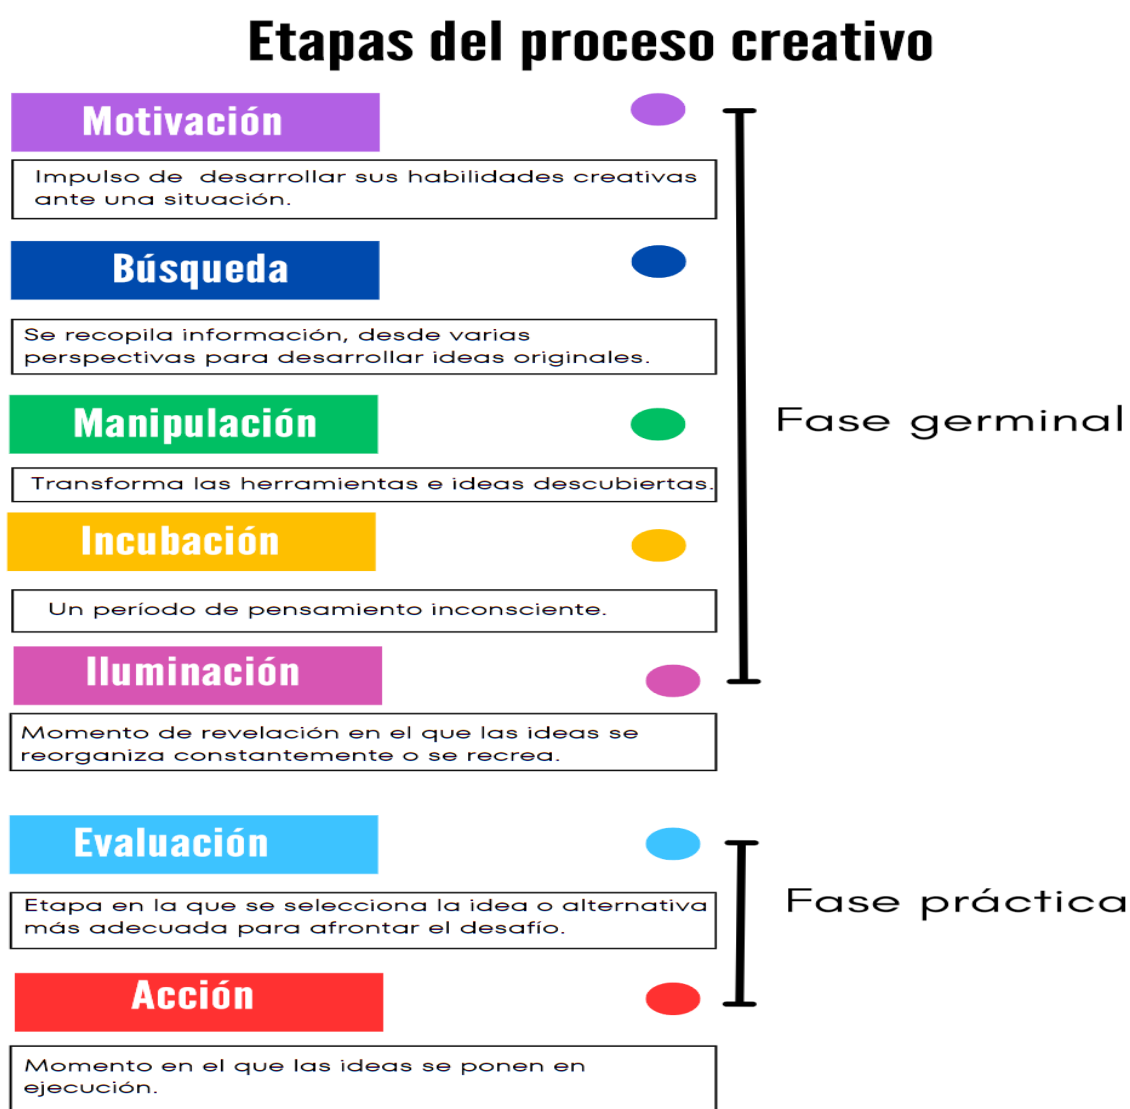 Etapas del proceso creativo
Motivación
Impulso de desarrollar sus habilidades creativas
ante una situación.
Búsqueda
Se recopila información, desde varias
perspectivas para desarrollar ideas originales.
Manipulación
Fase germinal
Transforma las herramientas e ideas descubiertas.
Incubación
Un período de pensamiento inconsciente.
Iluminación
Momento de revelación en el que las ideas se
reorganiza constantemente o se recrea.
Evaluación
Etapa en la que se selecciona la idea o alternativa
más adecuada para afrontar el desafío.
Fase práctica
Acción
Momento en el que las ideas se ponen en
ejecución.